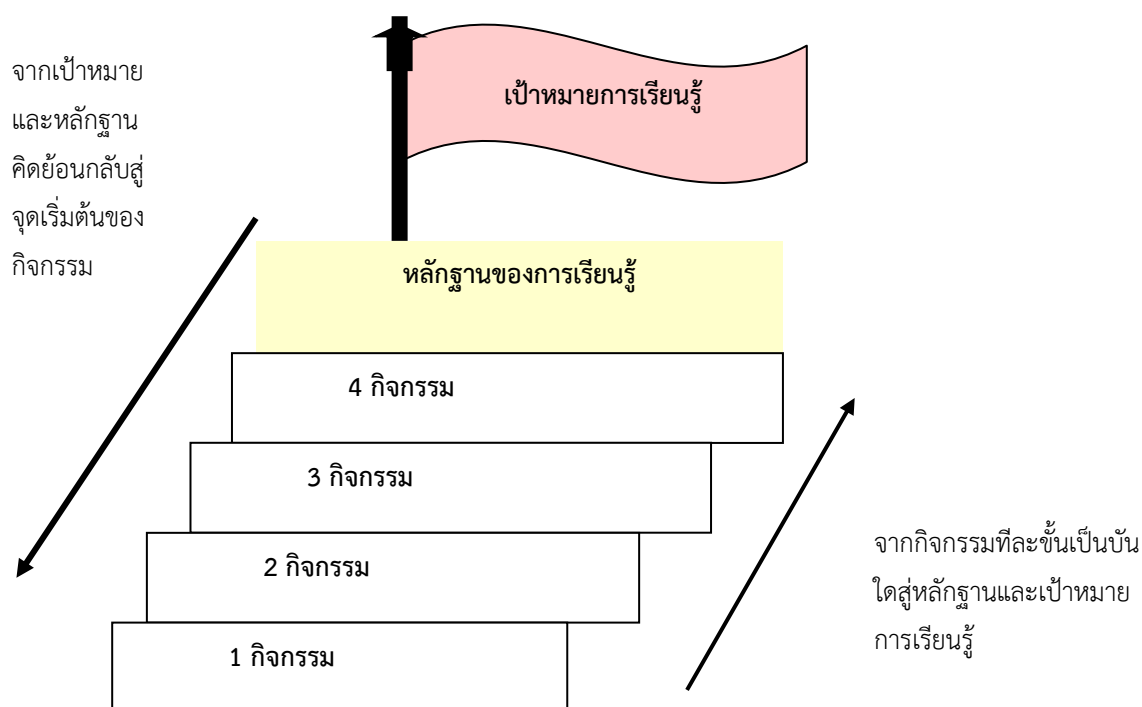 จากเป้าหมาย
และหลักฐาน
คิดย้อนกลับสู่
จุดเริ่มต้นของ
กิจกรรม
เป้าหมายการเรียนรู้
หลักฐานของการเรียนรู้
4 กิจกรรม
3 กิจกรรม
2 กิจกรรม
1 กิจกรรม
จากกิจกรรมทีละขั้นเป็นบัน
ใดสู่หลักฐานและเป้าหมาย
การเรียนรู้